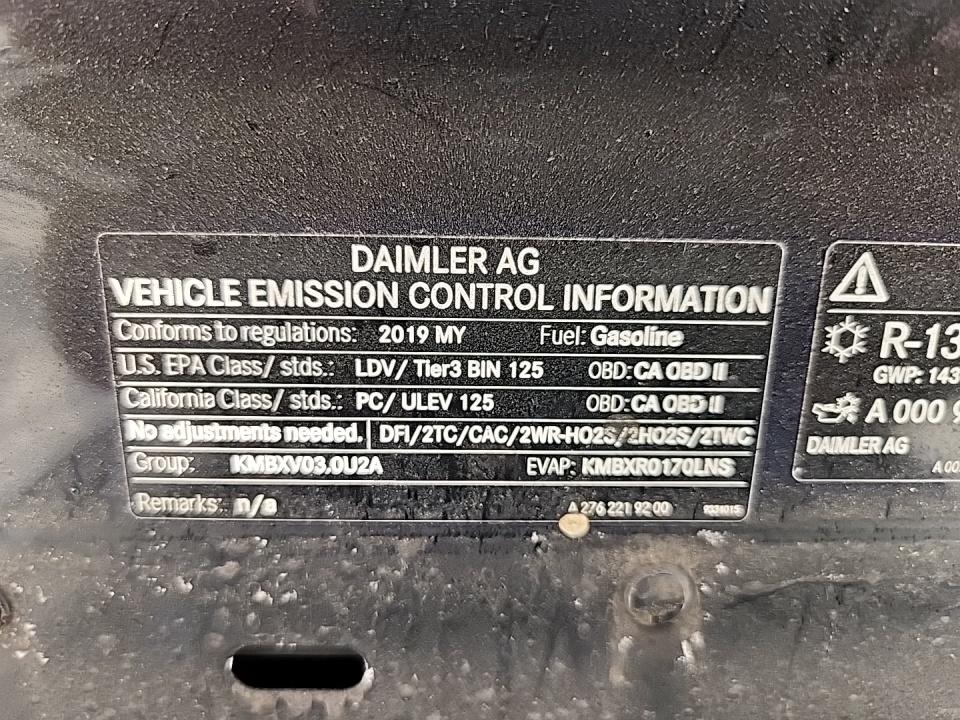 DAIMLER AG
VEHICLE EMISSION CONTROL INFORMATION
Conforms to regulations: 2019 MY Fuel: Gasoline
U.S. EPA Class/ stds.: LDV/ Tier3 BIN 125 OBD: CA OBD II
California Class/ stds.: PC/ ULEV 125 OBD: CA OBD II
No adjustments needed. DFI/2TC/CAC/2WR-HO2S/2HO2S/2TWC
Group: KMBXV03.0U2A EVAP: KMBXR0170LNS
Remarks: n/a A 276 221 92 00
R-13
GWP: 143
A 000 9
DAIMLER AG
A 00